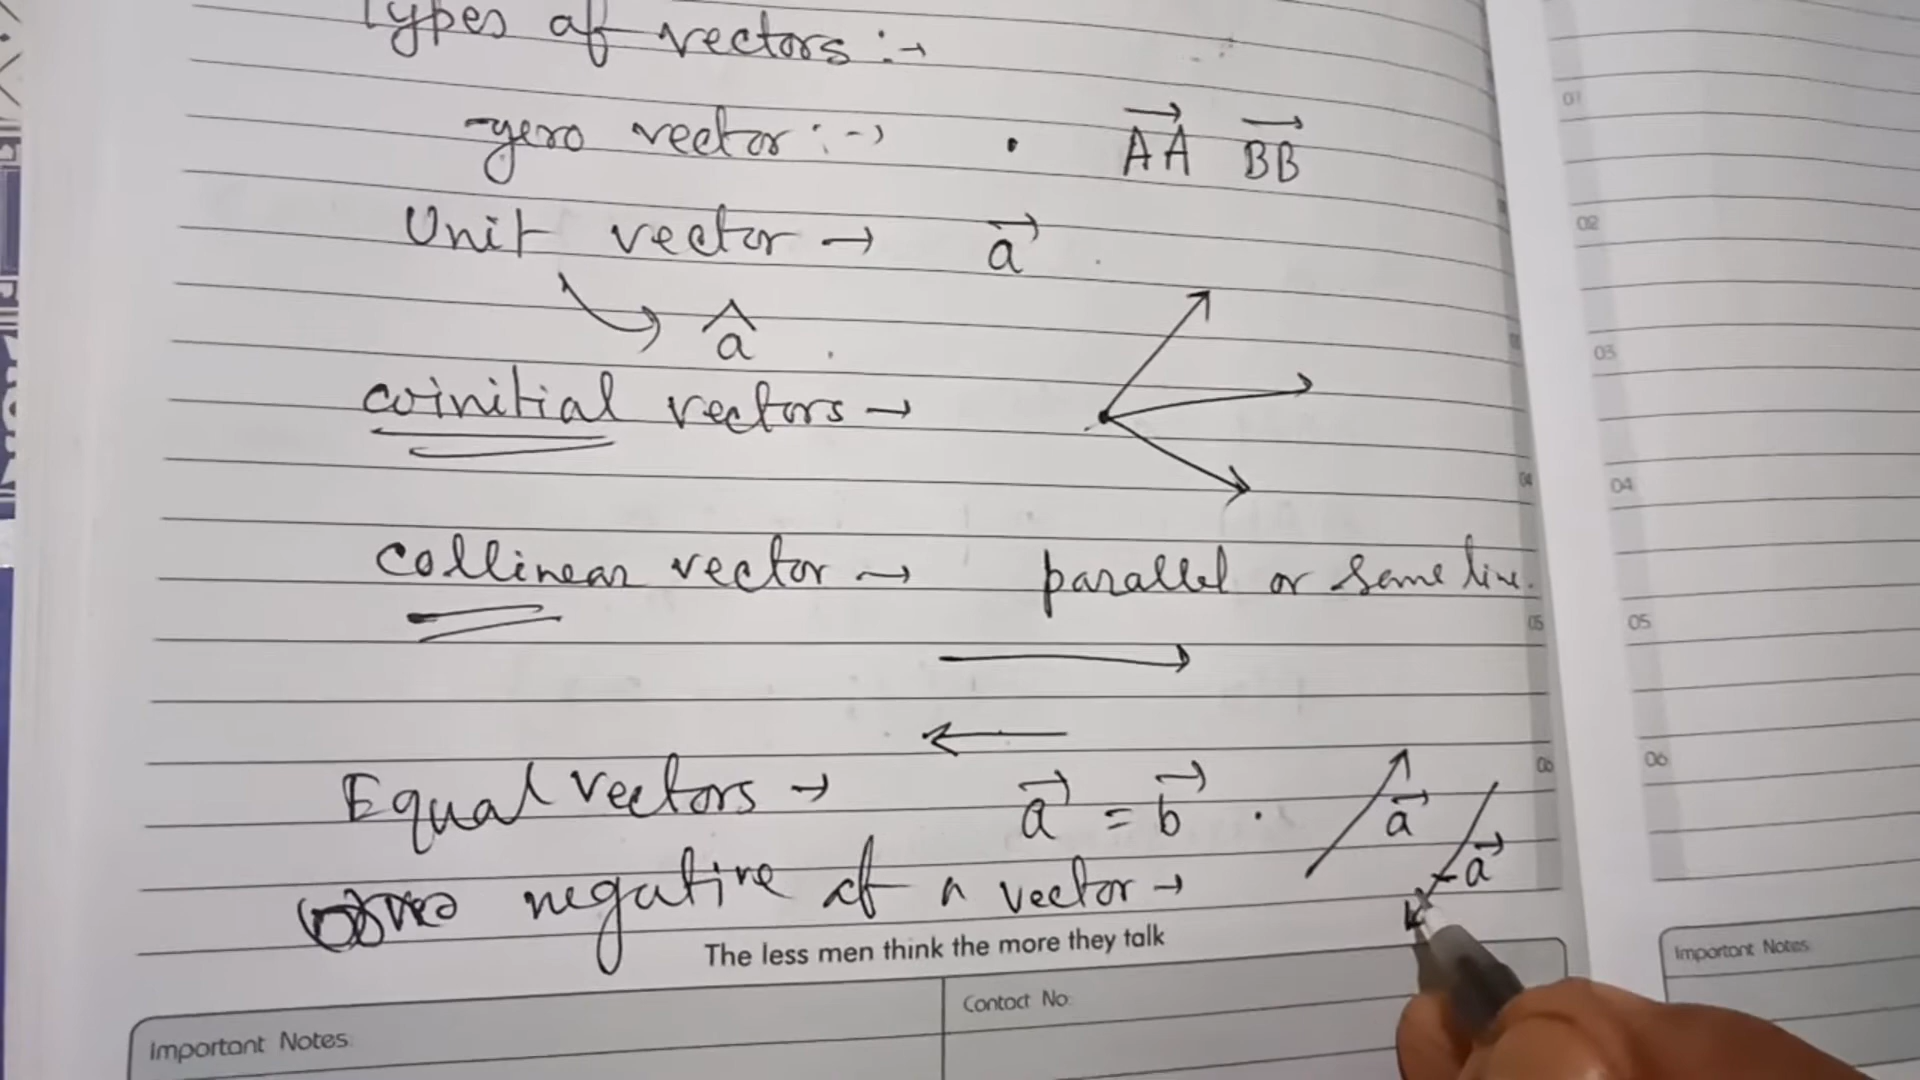 Types of vectors :→
zero vector :→ . AA BB
Unit vector → a
â
coinitial vectors →
collinear vector → parallel or same line.
Equal vectors → a = b . a
negative of a vector → -a
The less men think the more they talk
Important Notes:
Contact No:
01
02
03
04
05
06
04
05
06
Important Notes: